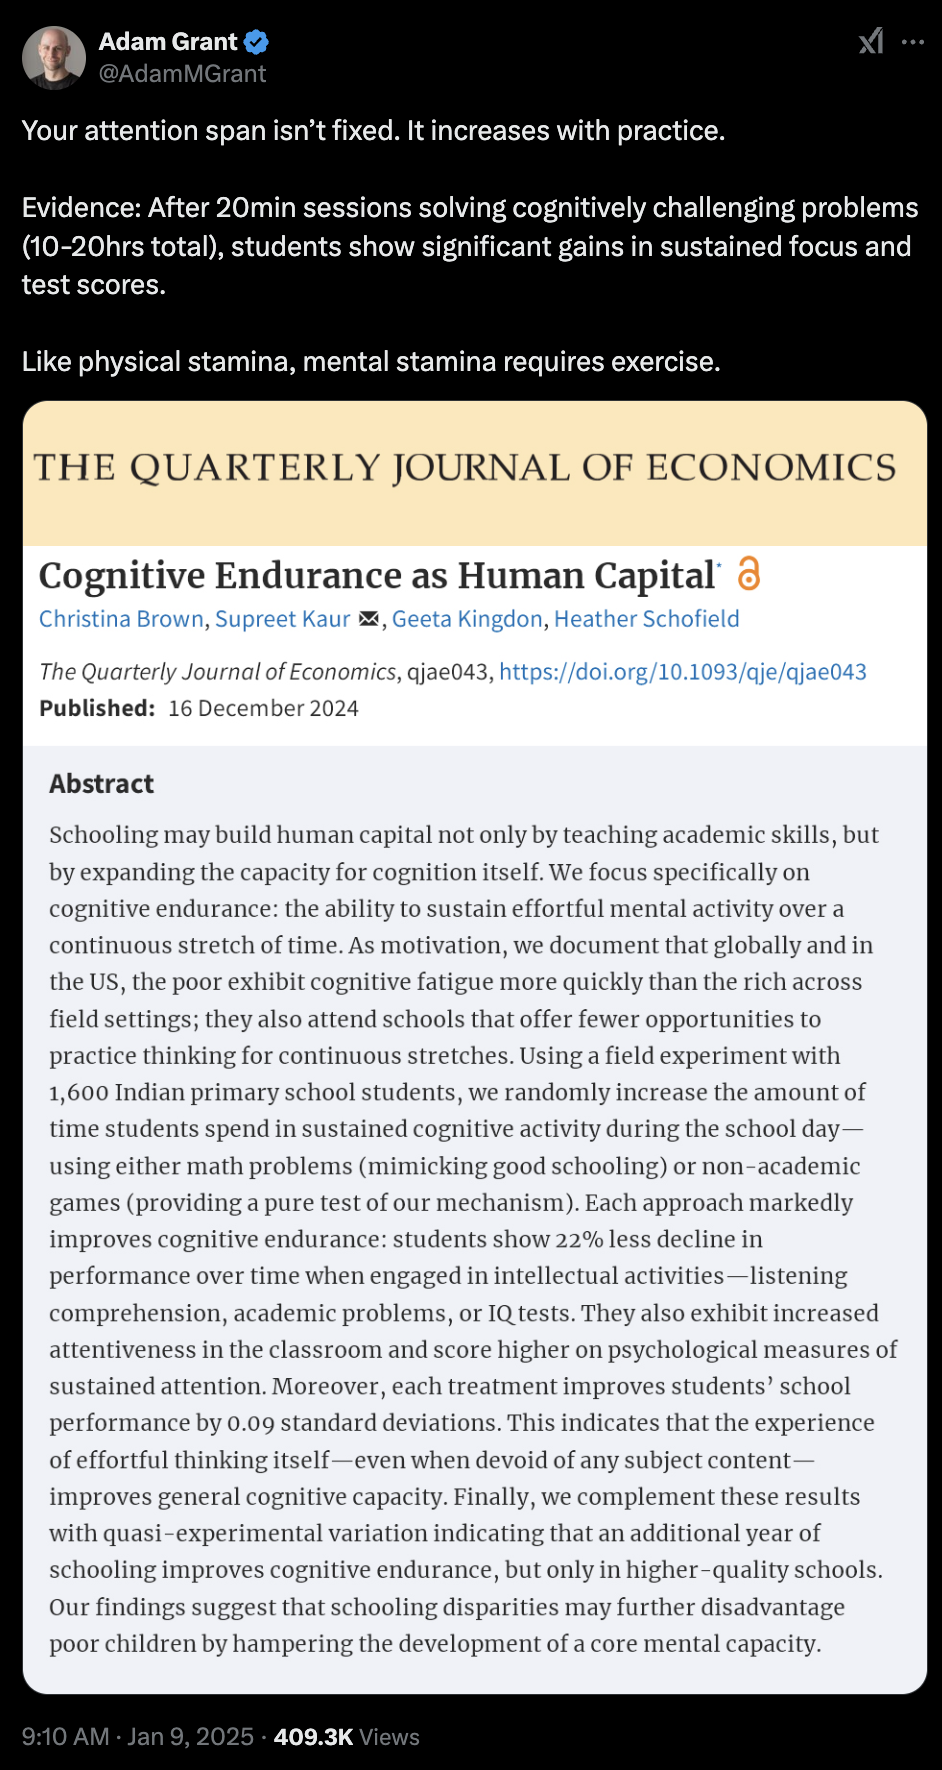 Adam Grant
@AdamMGrant
Your attention span isn’t fixed. It increases with practice.
Evidence: After 20min sessions solving cognitively challenging problems
(10-20hrs total), students show significant gains in sustained focus and
test scores.
Like physical stamina, mental stamina requires exercise.
THE QUARTERLY JOURNAL OF ECONOMICS
Cognitive Endurance as Human Capital*
Christina Brown, Supreet Kaur, Geeta Kingdon, Heather Schofield
The Quarterly Journal of Economics, qjae043, https://doi.org/10.1093/qje/qjae043
Published: 16 December 2024
Abstract
Schooling may build human capital not only by teaching academic skills, but
by expanding the capacity for cognition itself. We focus specifically on
cognitive endurance: the ability to sustain effortful mental activity over a
continuous stretch of time. As motivation, we document that globally and in
the US, the poor exhibit cognitive fatigue more quickly than the rich across
field settings; they also attend schools that offer fewer opportunities to
practice thinking for continuous stretches. Using a field experiment with
1,600 Indian primary school students, we randomly increase the amount of
time students spend in sustained cognitive activity during the school day—
using either math problems (mimicking good schooling) or non-academic
games (providing a pure test of our mechanism). Each approach markedly
improves cognitive endurance: students show 22% less decline in
performance over time when engaged in intellectual activities—listening
comprehension, academic problems, or IQ tests. They also exhibit increased
attentiveness in the classroom and score higher on psychological measures of
sustained attention. Moreover, each treatment improves students’ school
performance by 0.09 standard deviations. This indicates that the experience
of effortful thinking itself—even when devoid of any subject content—
improves general cognitive capacity. Finally, we complement these results
with quasi-experimental variation indicating that an additional year of
schooling improves cognitive endurance, but only in higher-quality schools.
Our findings suggest that schooling disparities may further disadvantage
poor children by hampering the development of a core mental capacity.
9:10 AM · Jan 9, 2025 · 409.3K Views